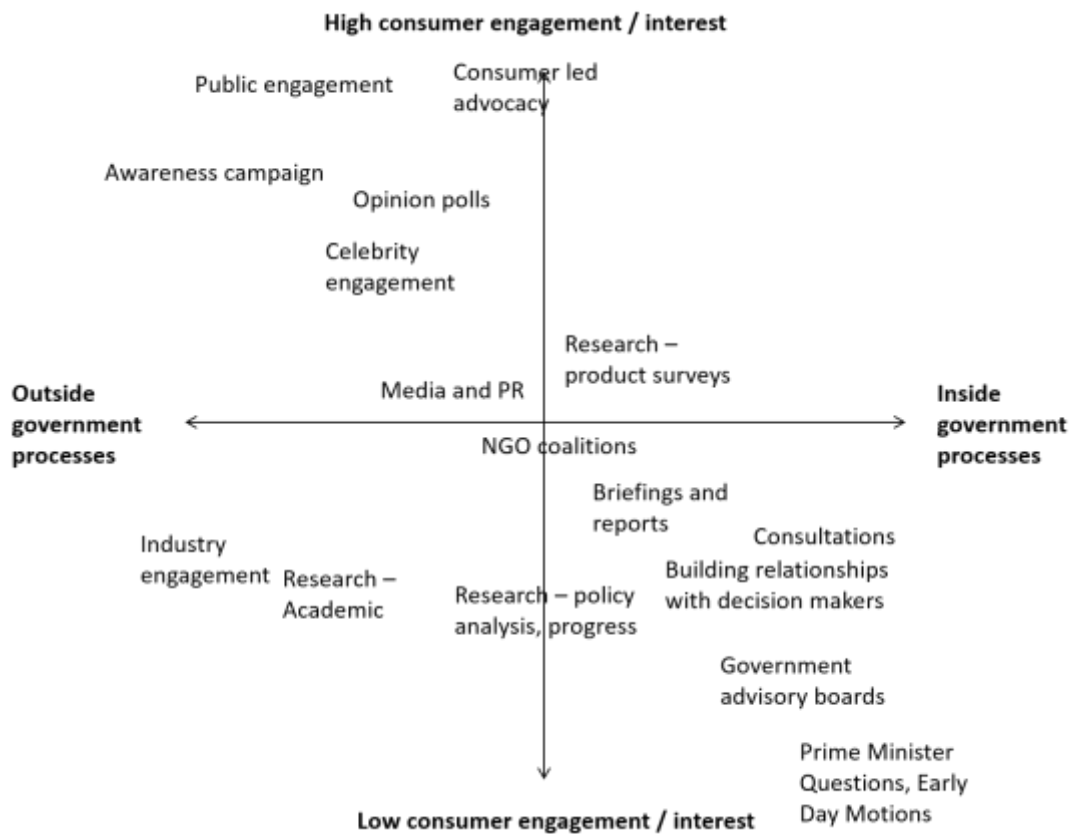 High consumer engagement / interest
Public engagement
Consumer led
advocacy
Awareness campaign
Opinion polls
Celebrity
engagement
Research –
product surveys
Media and PR
Outside
government
processes
Inside
government
processes
NGO coalitions
Briefings and
reports
Consultations
Industry
engagement
Research –
Academic
Research – policy
analysis, progress
Building relationships
with decision makers
Government
advisory boards
Prime Minister
Questions, Early
Day Motions
Low consumer engagement / interest